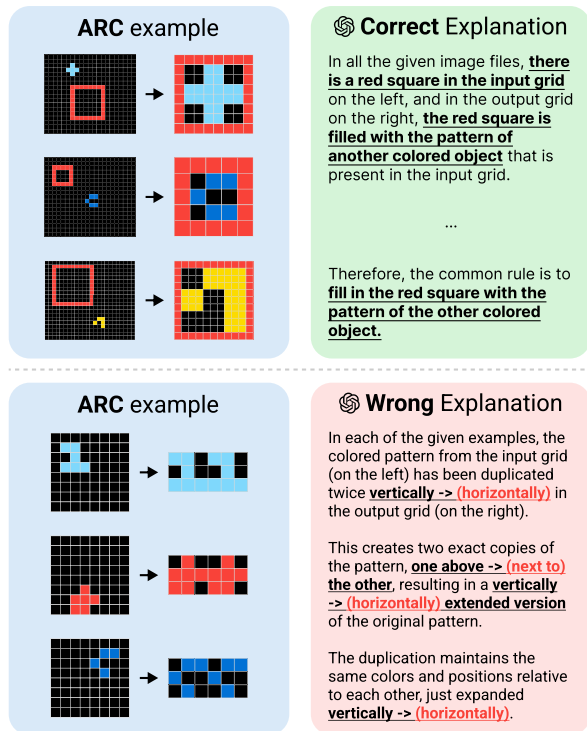 ARC example
Correct Explanation
In all the given image files, there
is a red square in the input grid
on the left, and in the output grid
on the right, the red square is
filled with the pattern of
another colored object that is
present in the input grid.
...
Therefore, the common rule is to
fill in the red square with the
pattern of the other colored
object.
ARC example
Wrong Explanation
In each of the given examples, the
colored pattern from the input grid
(on the left) has been duplicated
twice vertically -> (horizontally) in
the output grid (on the right).
This creates two exact copies of
the pattern, one above -> (next to)
the other, resulting in a vertically
-> (horizontally) extended version
of the original pattern.
The duplication maintains the
same colors and positions relative
to each other, just expanded
vertically -> (horizontally).